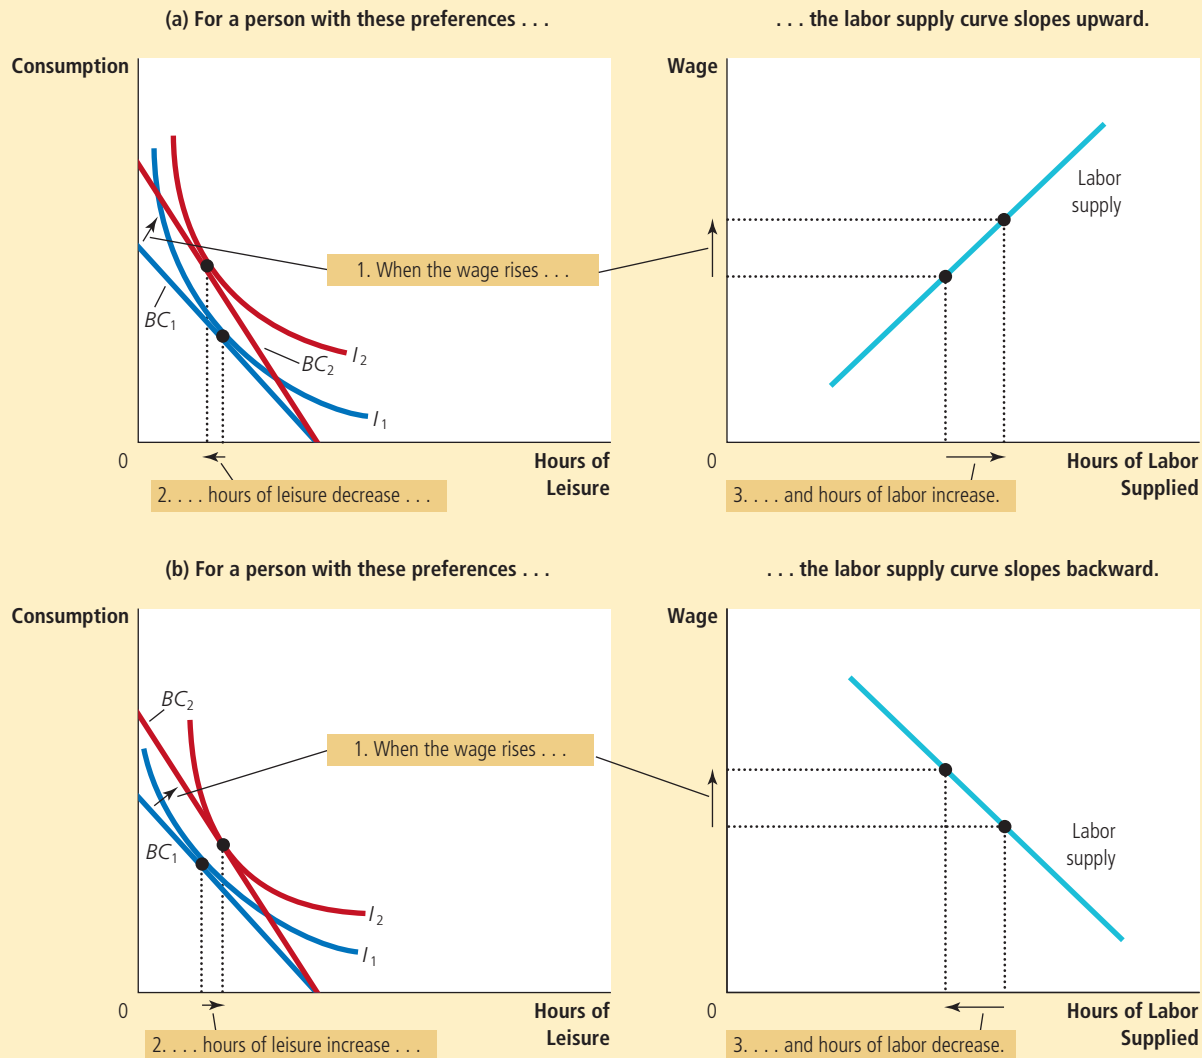 (a) For a person with these preferences . . .
. . . the labor supply curve slopes upward.
Consumption
BC₁
BC₂
I₂
I₁
0
Hours of
Leisure
1. When the wage rises . . .
2. . . . hours of leisure decrease . . .
Wage
Labor
supply
0
Hours of Labor
Supplied
3. . . . and hours of labor increase.
(b) For a person with these preferences . . .
. . . the labor supply curve slopes backward.
Consumption
BC₂
BC₁
I₂
I₁
0
Hours of
Leisure
1. When the wage rises . . .
2. . . . hours of leisure increase . . .
Wage
Labor
supply
0
Hours of Labor
Supplied
3. . . . and hours of labor decrease.